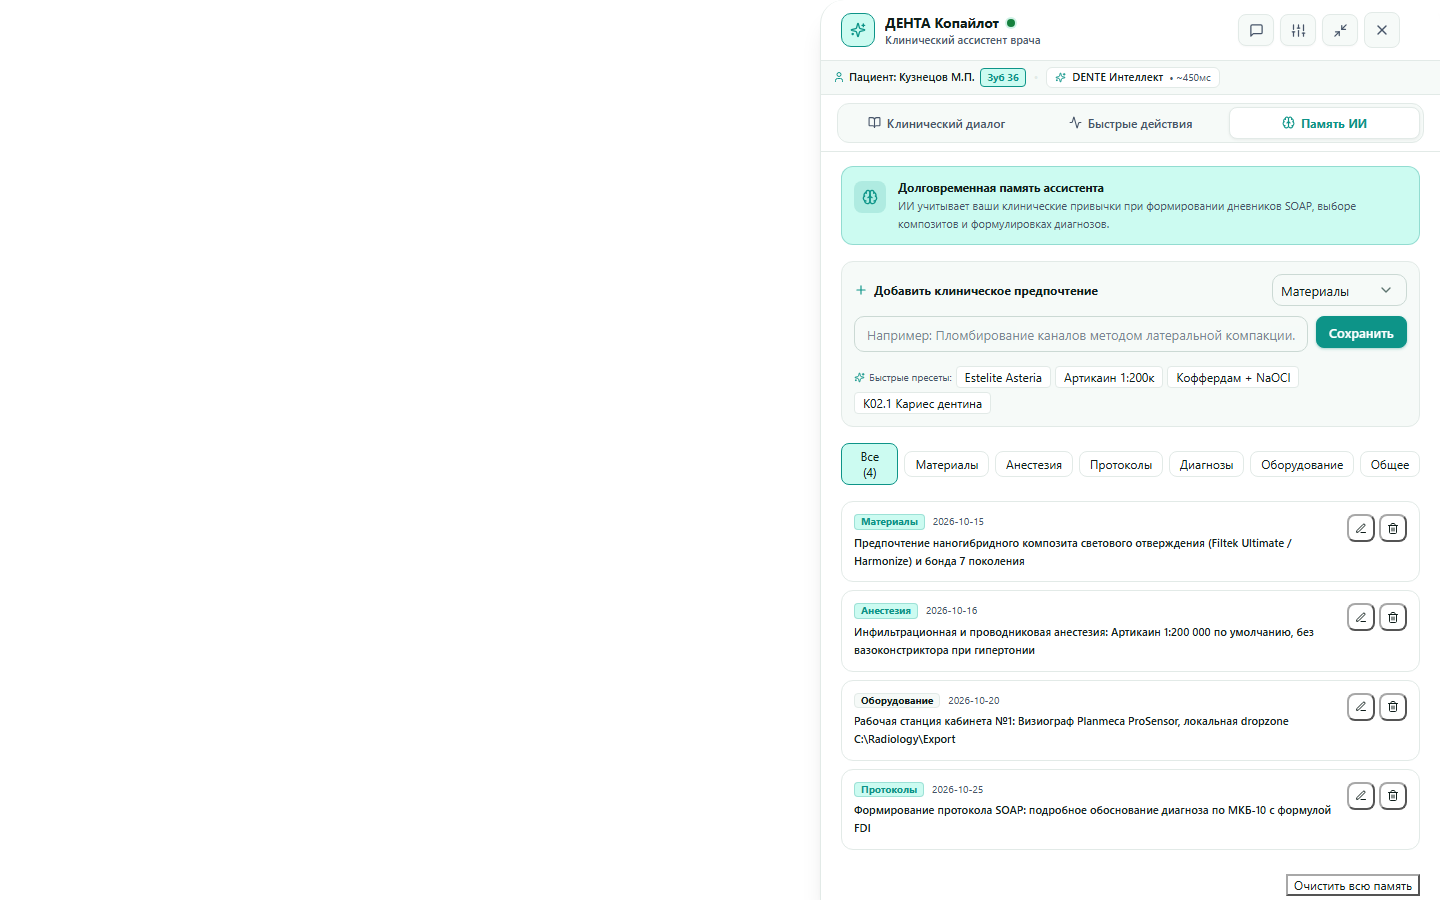 ДЕНТА Копайлот
Клинический ассистент врача
Пациент: Кузнецов М.П. Зуб 36 DENTE Интеллект • ~450мс
Клинический диалог Быстрые действия Память ИИ
Долговременная память ассистента
ИИ учитывает ваши клинические привычки при формировании дневников SOAP, выборе
композитов и формулировках диагнозов.
Добавить клиническое предпочтение Материалы
Например: Пломбирование каналов методом латеральной компакции. Сохранить
Быстрые пресеты: Estelite Asteria Артикаин 1:200к Коффердам + NaOCl
K02.1 Кариес дентина
Все
(4)
Материалы Анестезия Протоколы Диагнозы Оборудование Общее
Материалы 2026-10-15
Предпочтение наногибридного композита светового отверждения (Filtek Ultimate /
Harmonize) и бонда 7 поколения
Анестезия 2026-10-16
Инфильтрационная и проводниковая анестезия: Артикаин 1:200 000 по умолчанию, без
вазоконстриктора при гипертонии
Оборудование 2026-10-20
Рабочая станция кабинета №1: Визиограф Planmeca ProSensor, локальная dropzone
C:\Radiology\Export
Протоколы 2026-10-25
Формирование протокола SOAP: подробное обоснование диагноза по МКБ-10 с формулой
FDI
Очистить всю память